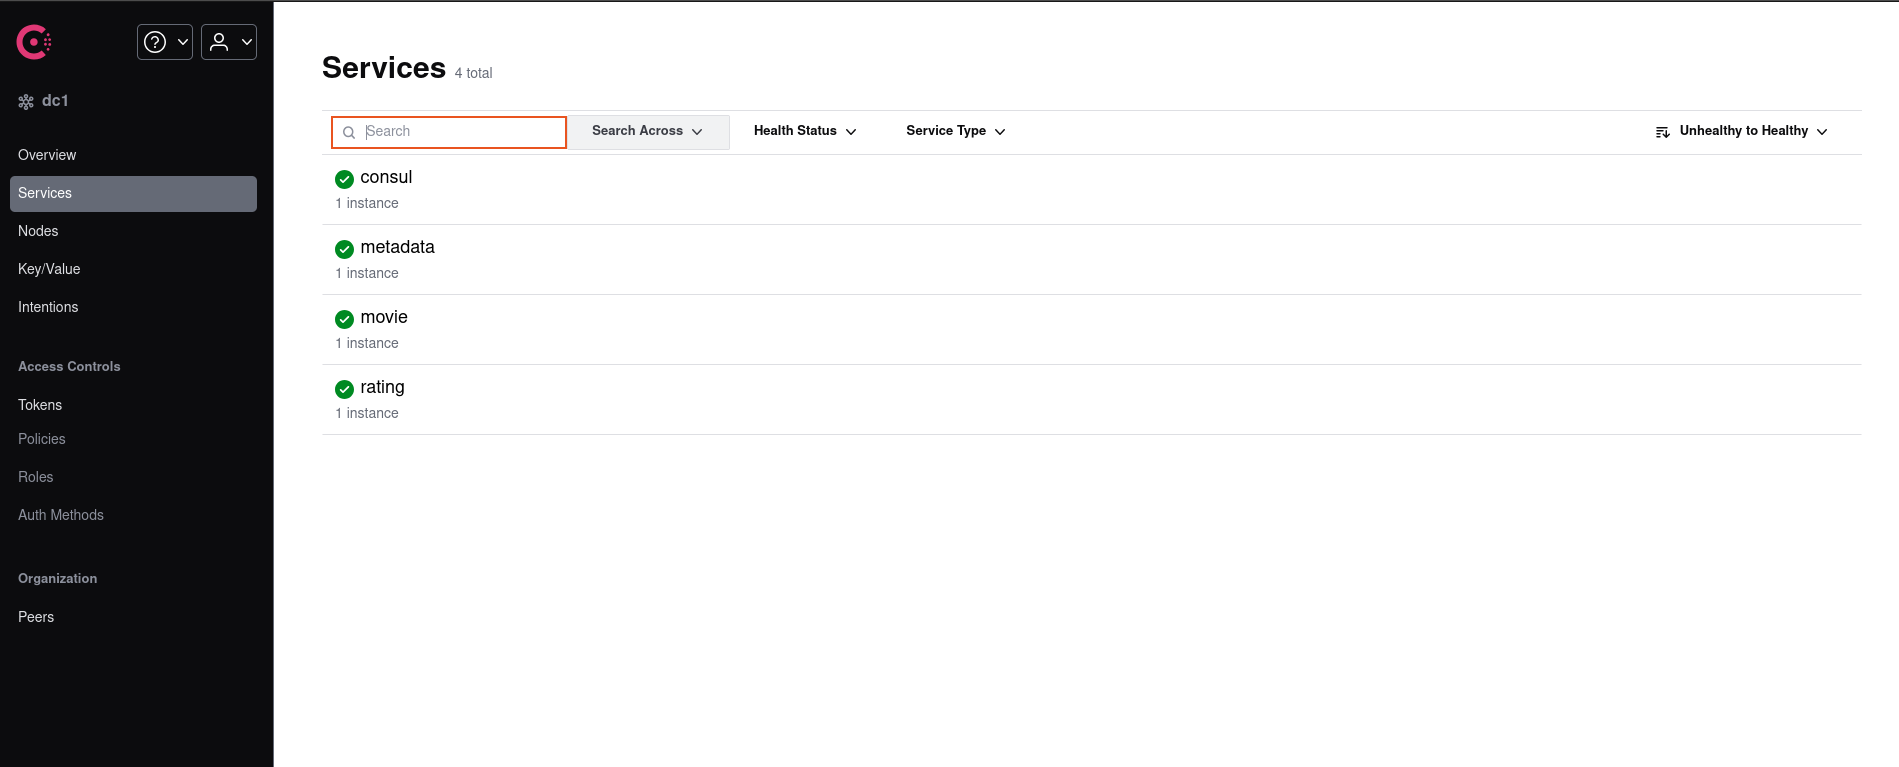 dc1
Overview
Services
Nodes
Key/Value
Intentions
Access Controls
Tokens
Policies
Roles
Auth Methods
Organization
Peers
Services 4 total
Search Search Across Health Status Service Type Unhealthy to Healthy
consul
1 instance
metadata
1 instance
movie
1 instance
rating
1 instance